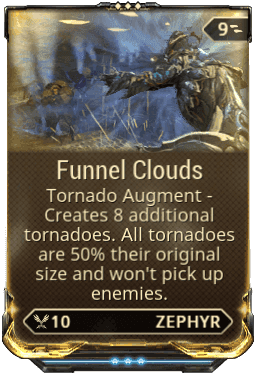 9
Funnel Clouds
Tornado Augment -
Creates 8 additional
tornadoes. All tornadoes
are 50% their original
size and won't pick up
enemies.
10 ZEPHYR